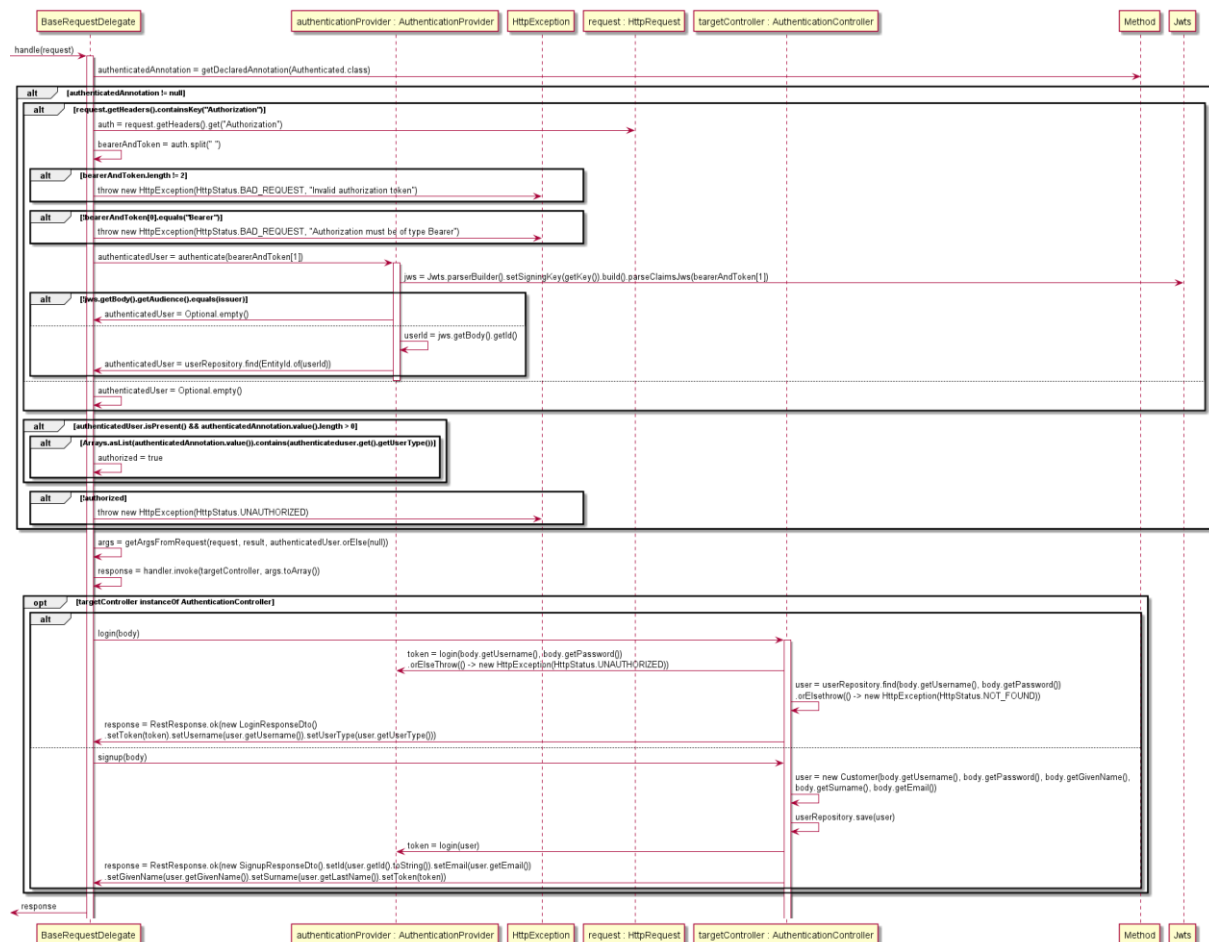 BaseRequestDelegate
authenticationProvider : AuthenticationProvider
HttpException
request : HttpRequest
targetController : AuthenticationController
Method
Jwts
handle(request)
authenticatedAnnotation = getDeclaredAnnotation(Authenticated.class)
alt [authenticatedAnnotation != null]
alt [request.getHeaders().containsKey("Authorization")]
auth = request.getHeaders().get("Authorization")
bearerAndToken = auth.split(" ")
alt [bearerAndToken.length != 2]
throw new HttpException(HttpStatus.BAD_REQUEST, "Invalid authorization token")
alt [!bearerAndToken[0].equals("Bearer")]
throw new HttpException(HttpStatus.BAD_REQUEST, "Authorization must be of type Bearer")
authenticatedUser = authenticate(bearerAndToken[1])
jws = Jwts.parserBuilder().setSigningKey(getKey()).build().parseClaimsJws(bearerAndToken[1])
alt [!jws.getBody().getAudience().equals(issuer)]
authenticatedUser = Optional.empty()
userId = jws.getBody().getId()
authenticatedUser = userRepository.find(EntityId.of(userId))
authenticatedUser = Optional.empty()
alt [authenticatedUser.isPresent() && authenticatedAnnotation.value().length > 0]
alt [Arrays.asList(authenticatedAnnotation.value()).contains(authenticateduser.get().getUserType())]
authorized = true
alt [!authorized]
throw new HttpException(HttpStatus.UNAUTHORIZED)
args = getArgsFromRequest(request, result, authenticatedUser.orElse(null))
response = handler.invoke(targetController, args.toArray())
opt [targetController instanceOf AuthenticationController]
alt
login(body)
token = login(body.getUsername(), body.getPassword())
.orElseThrow(() -> new HttpException(HttpStatus.UNAUTHORIZED))
user = userRepository.find(body.getUsername(), body.getPassword())
.orElsethrow(() -> new HttpException(HttpStatus.NOT_FOUND))
response = RestResponse.ok(new LoginResponseDto()
.setToken(token).setUsername(user.getUsername()).setUserType(user.getUserType()))
signup(body)
user = new Customer(body.getUsername(), body.getPassword(), body.getGivenName(),
body.getSurname(), body.getEmail())
userRepository.save(user)
token = login(user)
response = RestResponse.ok(new SignupResponseDto().setId(user.getId().toString()).setEmail(user.getEmail())
.setGivenName(user.getGivenName()).setSurname(user.getLastName()).setToken(token))
response
BaseRequestDelegate
authenticationProvider : AuthenticationProvider
HttpException
request : HttpRequest
targetController : AuthenticationController
Method
Jwts